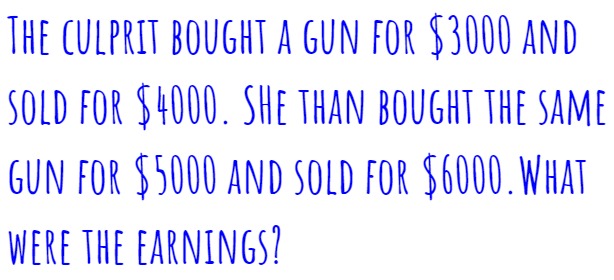 The culprit bought a gun for $3000 and
sold for $4000. SHe than bought the same
gun for $5000 and sold for $6000.What
were the earnings?